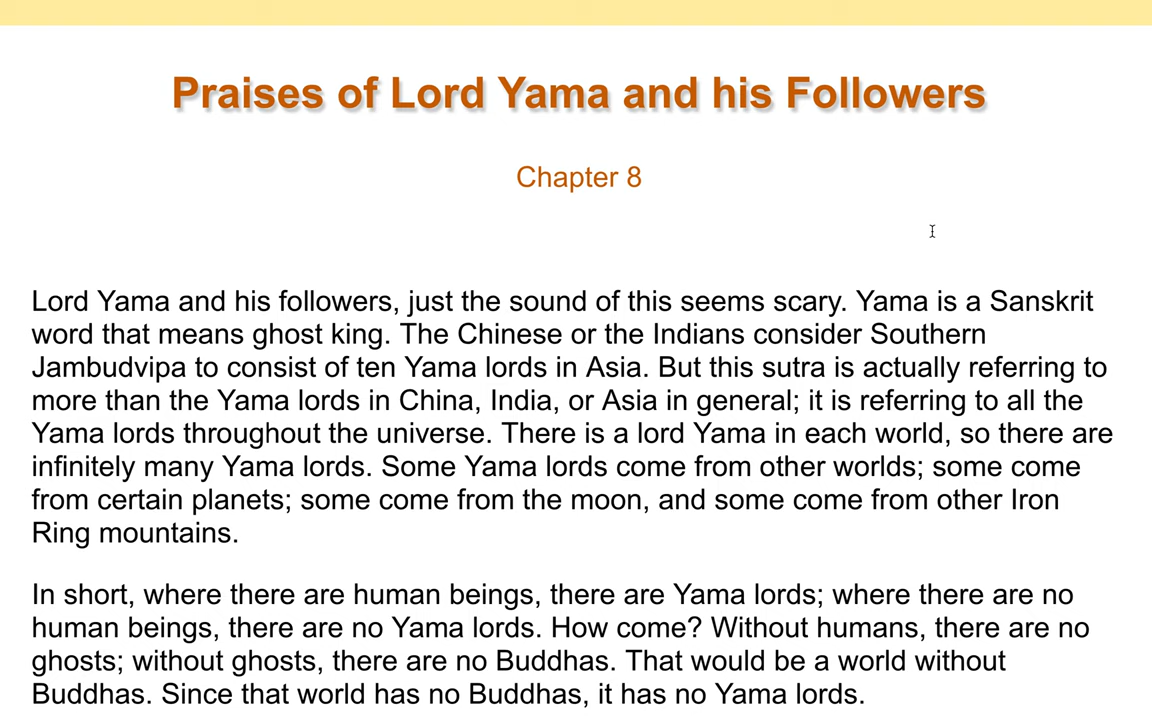 Praises of Lord Yama and his Followers
Chapter 8
Lord Yama and his followers, just the sound of this seems scary. Yama is a Sanskrit
word that means ghost king. The Chinese or the Indians consider Southern
Jambudvipa to consist of ten Yama lords in Asia. But this sutra is actually referring to
more than the Yama lords in China, India, or Asia in general; it is referring to all the
Yama lords throughout the universe. There is a lord Yama in each world, so there are
infinitely many Yama lords. Some Yama lords come from other worlds; some come
from certain planets; some come from the moon, and some come from other Iron
Ring mountains.
In short, where there are human beings, there are Yama lords; where there are no
human beings, there are no Yama lords. How come? Without humans, there are no
ghosts; without ghosts, there are no Buddhas. That would be a world without
Buddhas. Since that world has no Buddhas, it has no Yama lords.